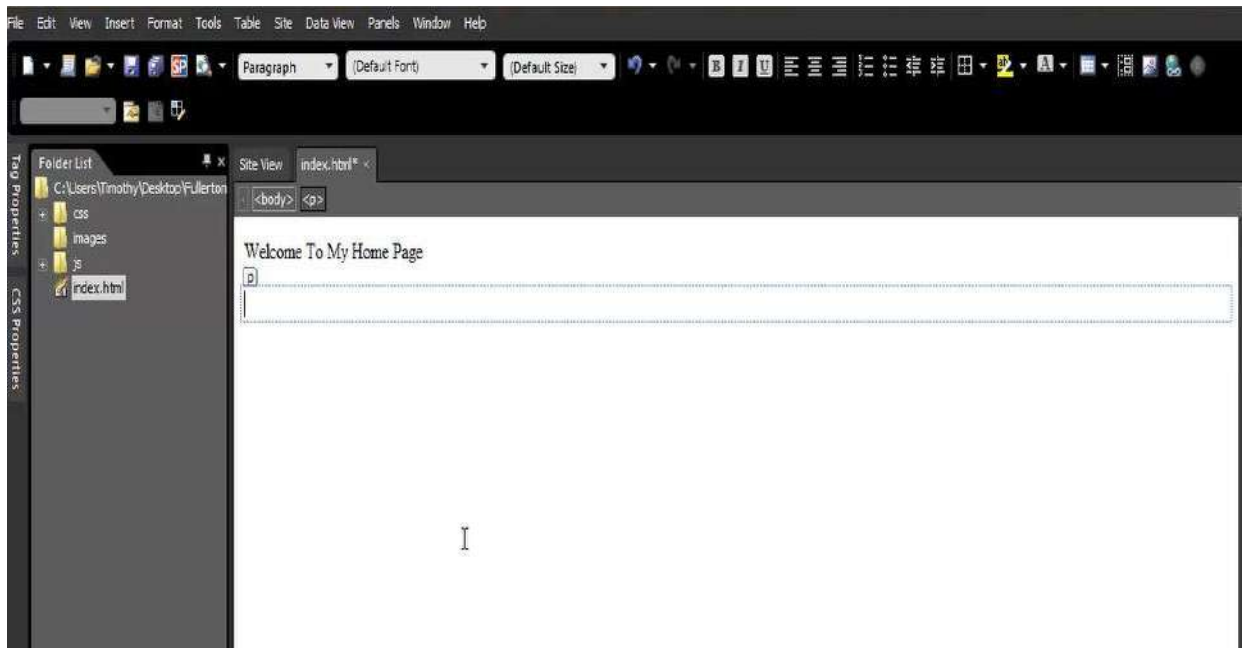 File Edit View Insert Format Tools Table Site Data View Panels Window Help
SP Paragraph (Default Font) (Default Size) B I U ab A
Tag Properties
CSS Properties
Folder List
C:\Users\Timothy\Desktop\Fullerton
css
images
js
index.html
Site View index.html*
<body> <p>
Welcome To My Home Page
p